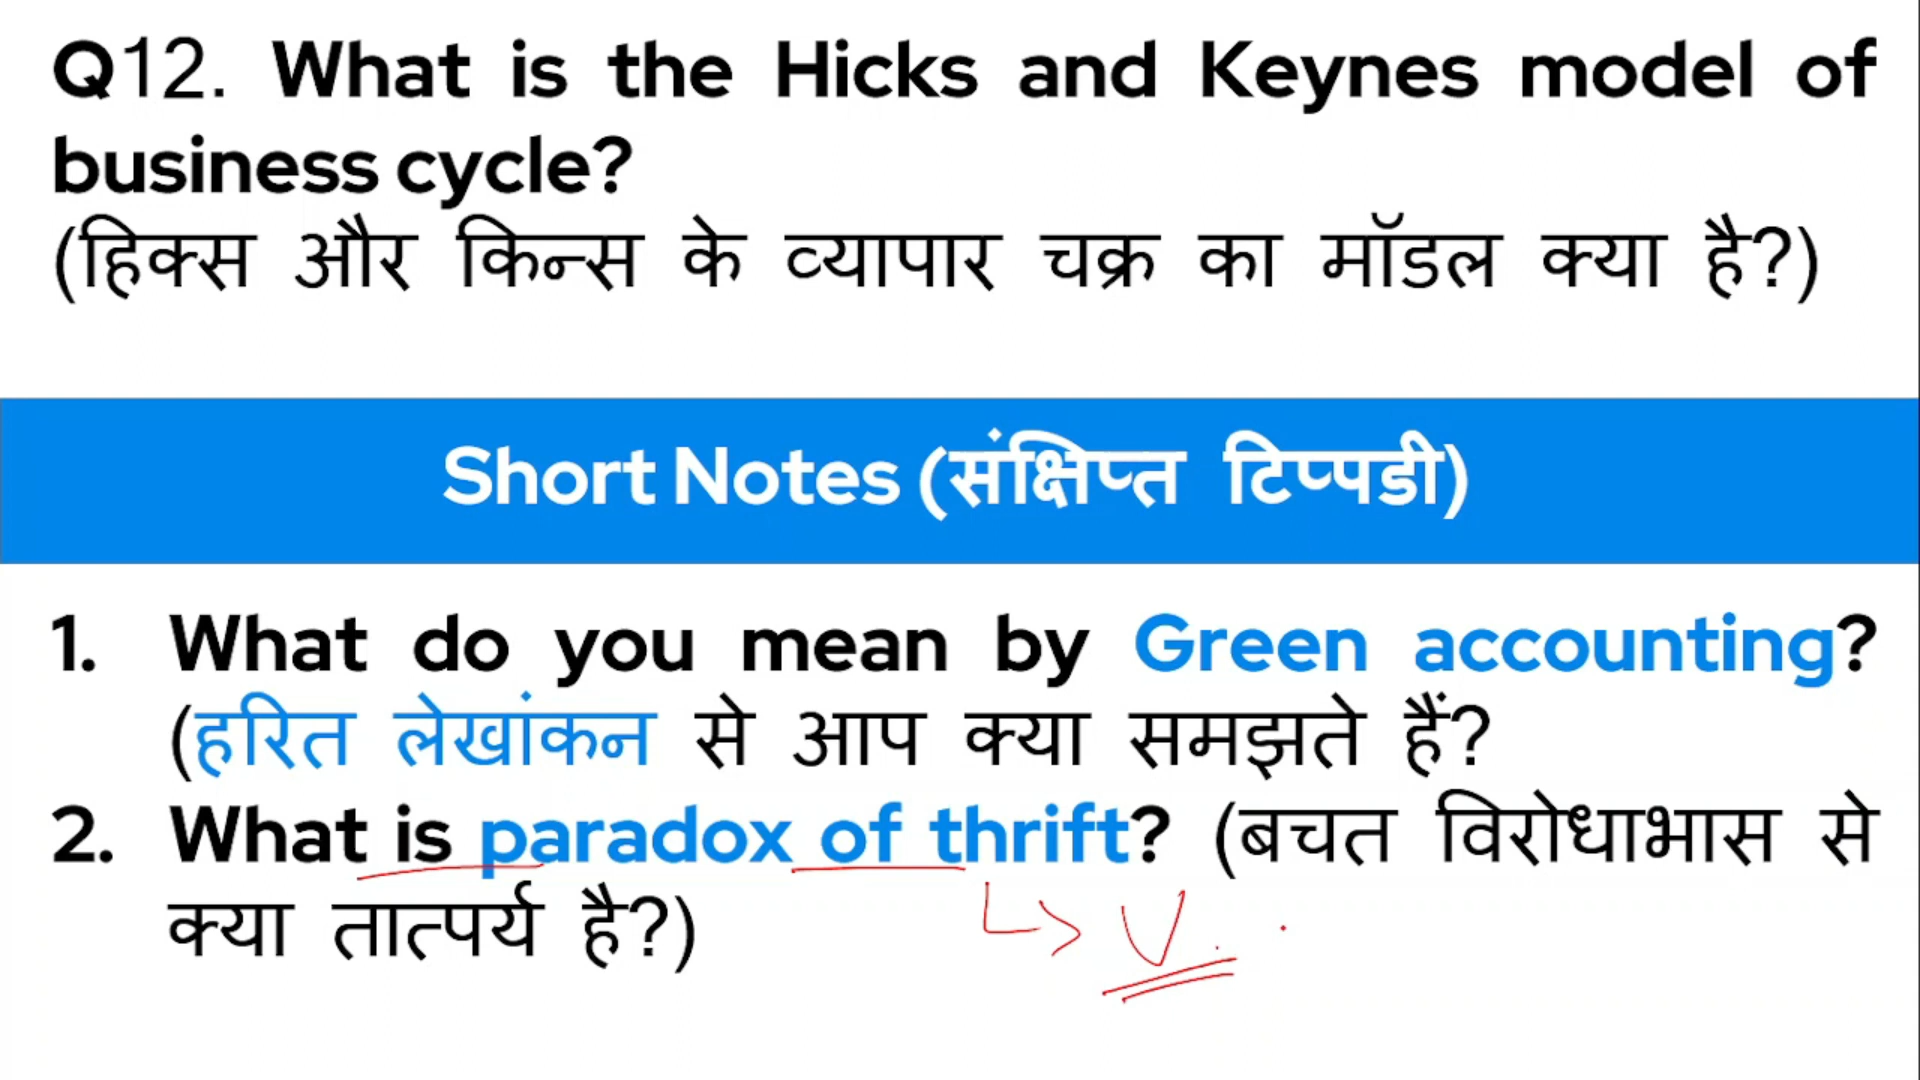 Q12. What is the Hicks and Keynes model of
business cycle?
(हिक्स और किन्स के व्यापार चक्र का मॉडल क्या है?)
Short Notes (संक्षिप्त टिप्पडी)
1. What do you mean by Green accounting?
(हरित लेखांकन से आप क्या समझते हैं?
2. What is paradox of thrift? (बचत विरोधाभास से
क्या तात्पर्य है?)
V.